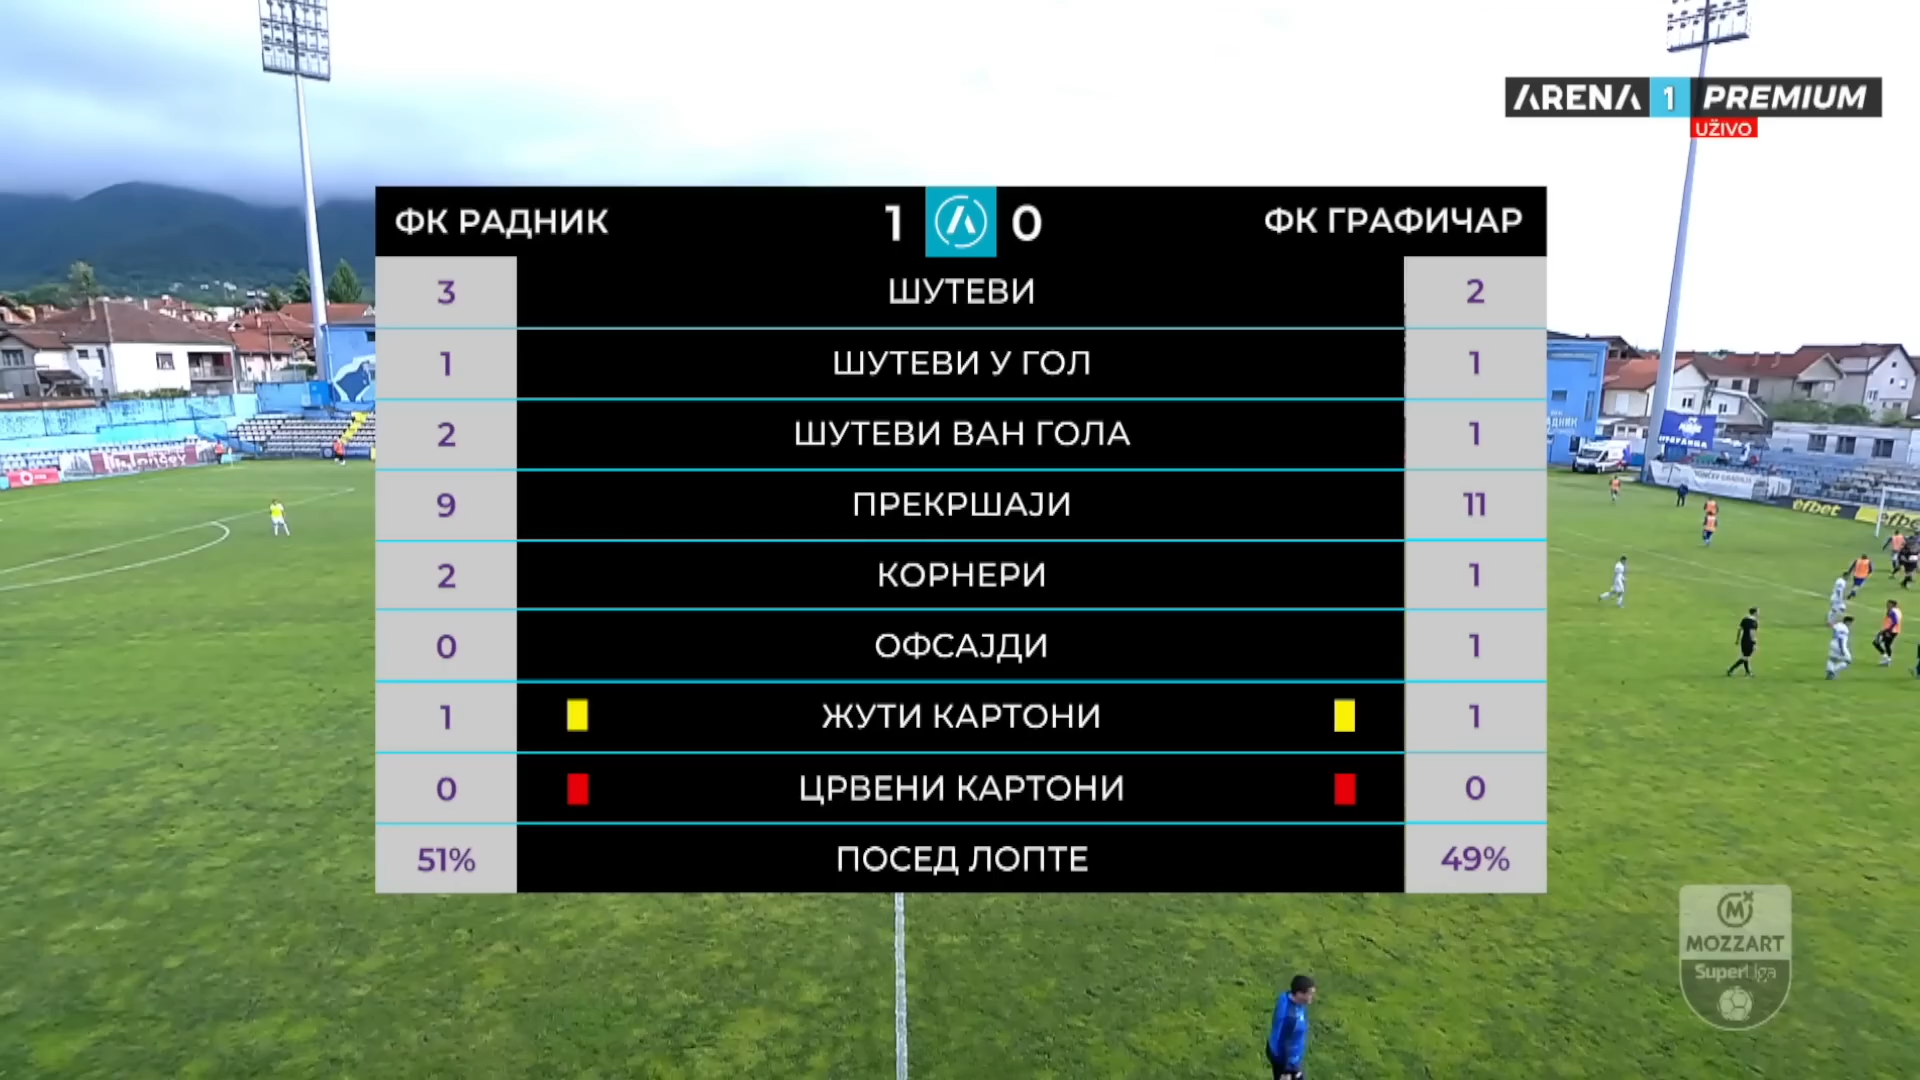 ARENA 1 PREMIUM
UŽIVO
ФК РАДНИК 1 0 ФК ГРАФИЧАР
3 ШУТЕВИ 2
1 ШУТЕВИ У ГОЛ 1
2 ШУТЕВИ ВАН ГОЛА 1
9 ПРЕКРШАЈИ 11
2 КОРНЕРИ 1
0 ОФСАЈДИ 1
1 ЖУТИ КАРТОНИ 1
0 ЦРВЕНИ КАРТОНИ 0
51% ПОСЕД ЛОПТЕ 49%
efbet
MOZZART
SuperLiga